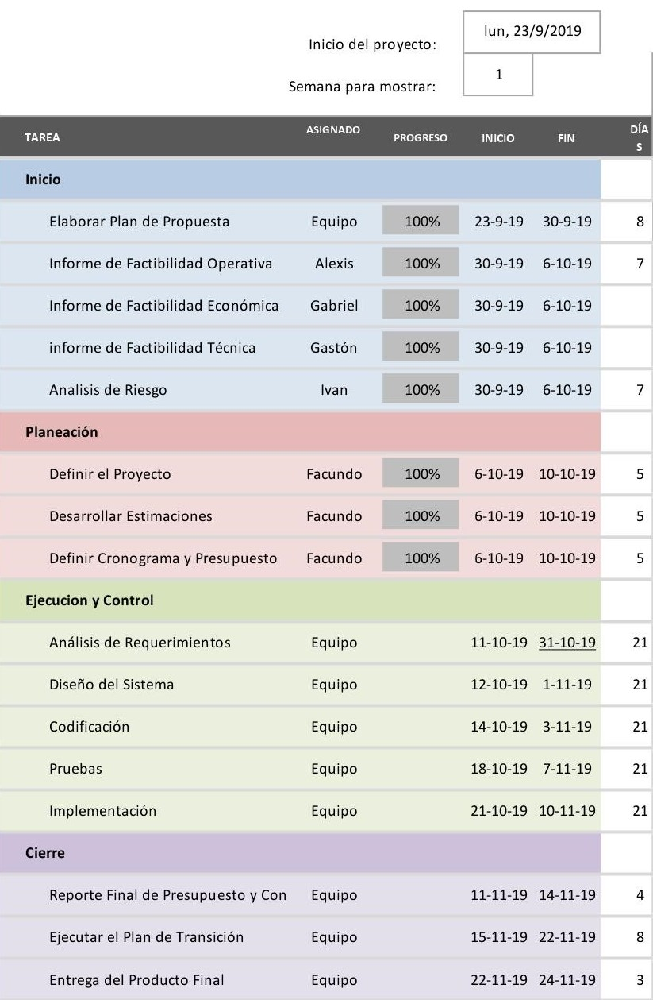 Inicio del proyecto: lun, 23/9/2019
Semana para mostrar: 1
TAREA ASIGNADO PROGRESO INICIO FIN DÍAS
Inicio
Elaborar Plan de Propuesta Equipo 100% 23-9-19 30-9-19 8
Informe de Factibilidad Operativa Alexis 100% 30-9-19 6-10-19 7
Informe de Factibilidad Económica Gabriel 100% 30-9-19 6-10-19
informe de Factibilidad Técnica Gastón 100% 30-9-19 6-10-19
Analisis de Riesgo Ivan 100% 30-9-19 6-10-19 7
Planeación
Definir el Proyecto Facundo 100% 6-10-19 10-10-19 5
Desarrollar Estimaciones Facundo 100% 6-10-19 10-10-19 5
Definir Cronograma y Presupuesto Facundo 100% 6-10-19 10-10-19 5
Ejecucion y Control
Análisis de Requerimientos Equipo 11-10-19 31-10-19 21
Diseño del Sistema Equipo 12-10-19 1-11-19 21
Codificación Equipo 14-10-19 3-11-19 21
Pruebas Equipo 18-10-19 7-11-19 21
Implementación Equipo 21-10-19 10-11-19 21
Cierre
Reporte Final de Presupuesto y Con Equipo 11-11-19 14-11-19 4
Ejecutar el Plan de Transición Equipo 15-11-19 22-11-19 8
Entrega del Producto Final Equipo 22-11-19 24-11-19 3